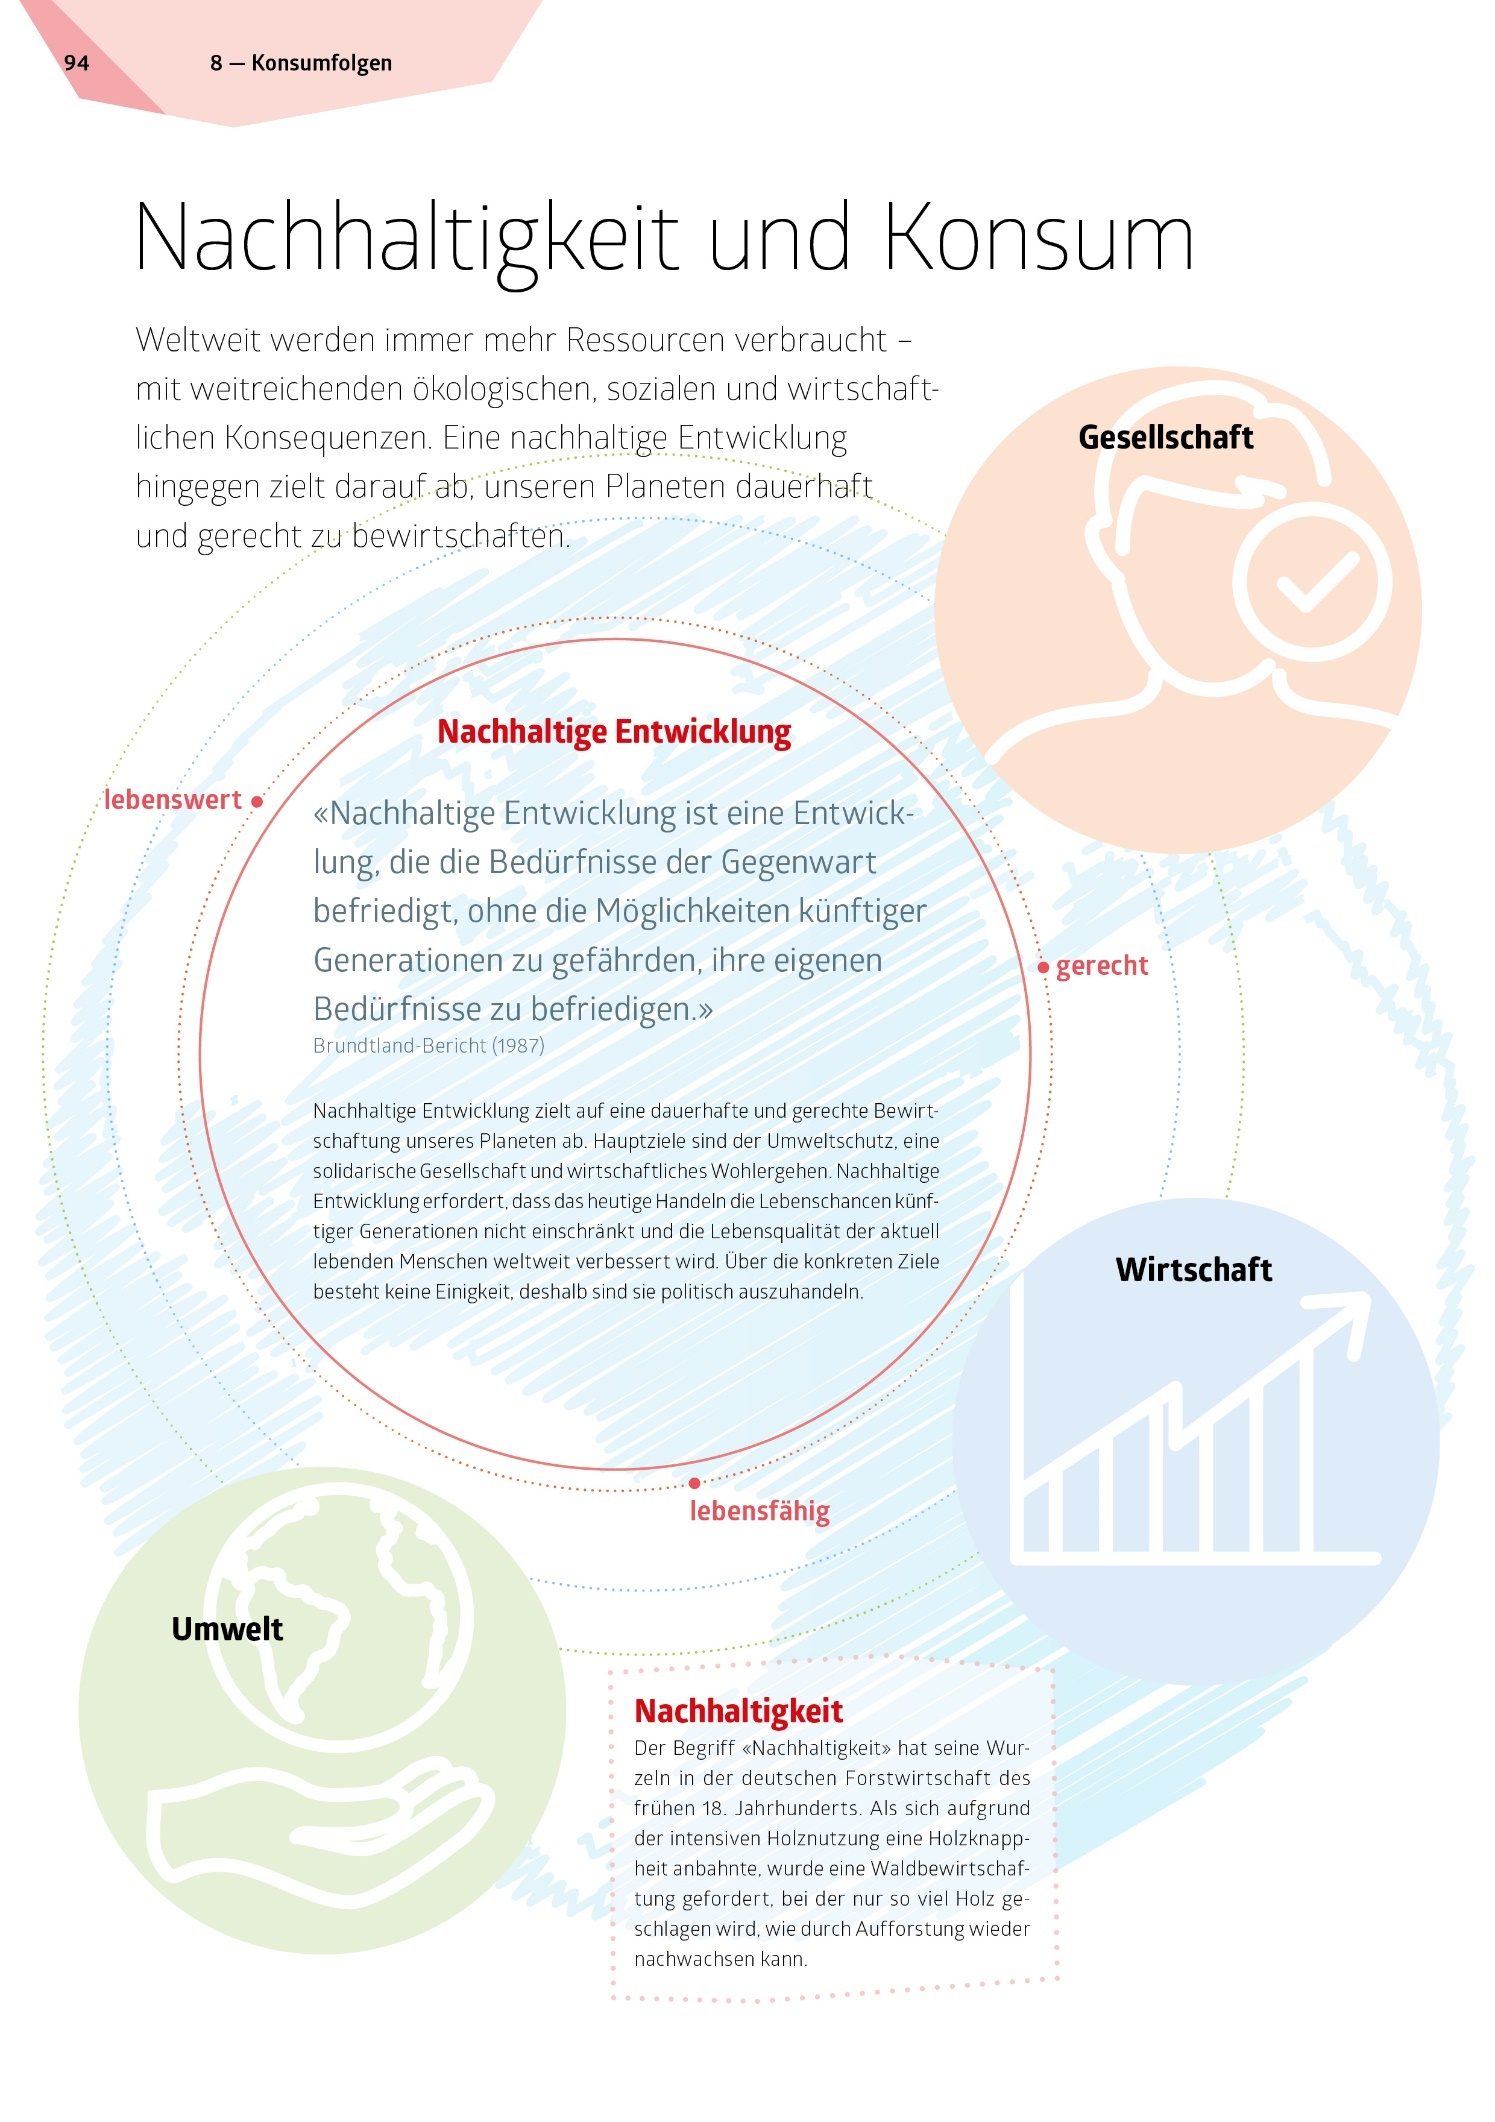 94
8 — Konsumfolgen
Nachhaltigkeit und Konsum
Weltweit werden immer mehr Ressourcen verbraucht –
mit weitreichenden ökologischen, sozialen und wirtschaft-
lichen Konsequenzen. Eine nachhaltige Entwicklung
hingegen zielt darauf ab, unseren Planeten dauerhaft
und gerecht zu bewirtschaften.
Gesellschaft
Nachhaltige Entwicklung
lebenswert
«Nachhaltige Entwicklung ist eine Entwick-
lung, die die Bedürfnisse der Gegenwart
befriedigt, ohne die Möglichkeiten künftiger
Generationen zu gefährden, ihre eigenen
Bedürfnisse zu befriedigen.»
Brundtland-Bericht (1987)
gerecht
Nachhaltige Entwicklung zielt auf eine dauerhafte und gerechte Bewirt-
schaftung unseres Planeten ab. Hauptziele sind der Umweltschutz, eine
solidarische Gesellschaft und wirtschaftliches Wohlergehen. Nachhaltige
Entwicklung erfordert, dass das heutige Handeln die Lebenschancen künf-
tiger Generationen nicht einschränkt und die Lebensqualität der aktuell
lebenden Menschen weltweit verbessert wird. Über die konkreten Ziele
besteht keine Einigkeit, deshalb sind sie politisch auszuhandeln.
Wirtschaft
lebensfähig
Umwelt
Nachhaltigkeit
Der Begriff «Nachhaltigkeit» hat seine Wur-
zeln in der deutschen Forstwirtschaft des
frühen 18. Jahrhunderts. Als sich aufgrund
der intensiven Holznutzung eine Holzknapp-
heit anbahnte, wurde eine Waldbewirtschaf-
tung gefordert, bei der nur so viel Holz ge-
schlagen wird, wie durch Aufforstung wieder
nachwachsen kann.